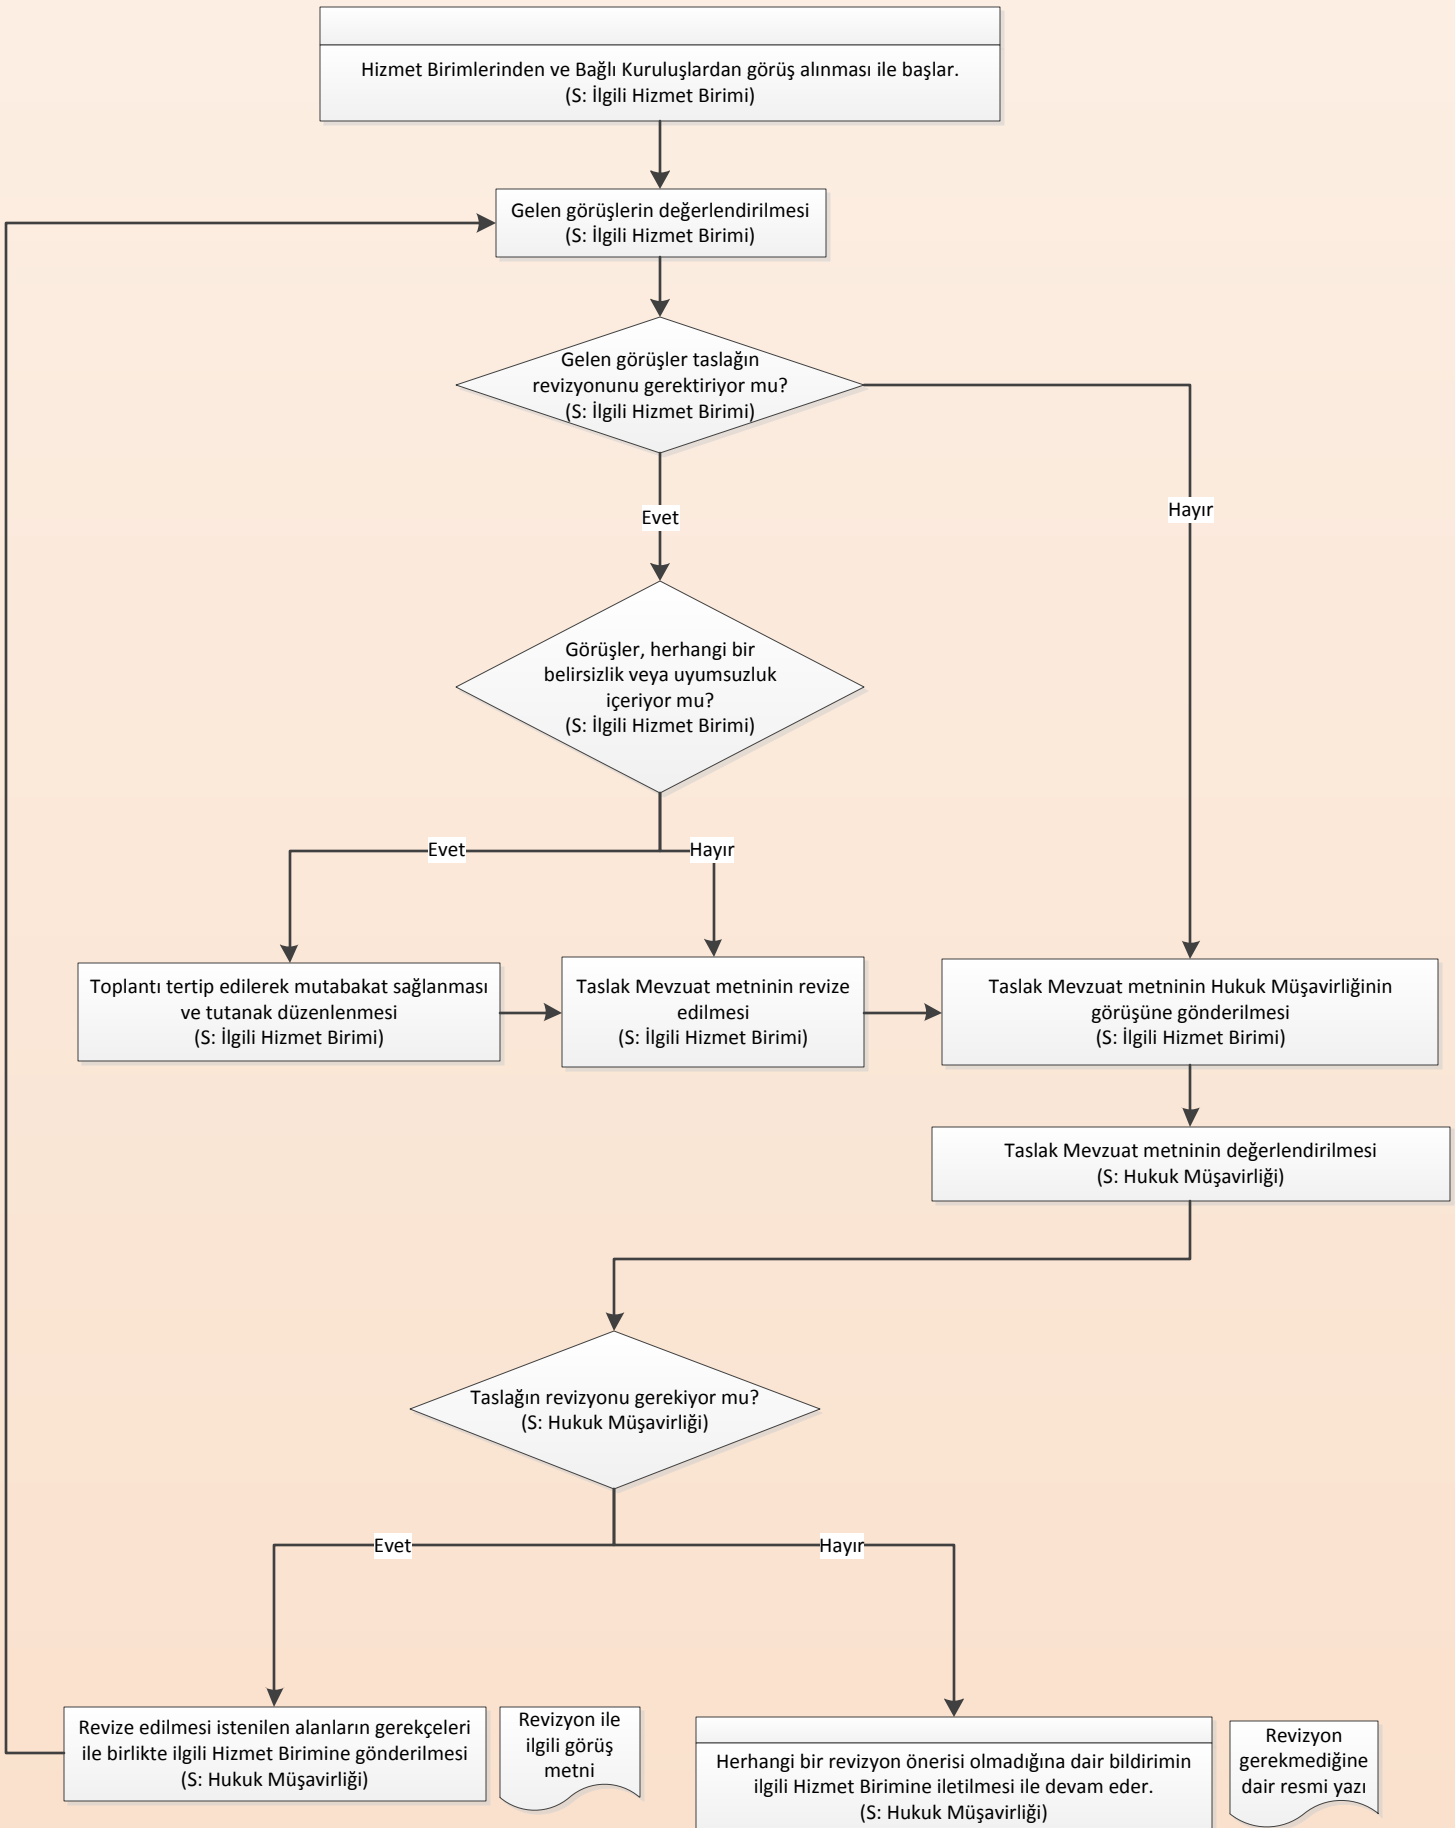 Hizmet Birimlerinden ve Bağlı Kuruluşlardan görüş alınması ile başlar.
(S: İlgili Hizmet Birimi)
Gelen görüşlerin değerlendirilmesi
(S: İlgili Hizmet Birimi)
Gelen görüşler taslağın
revizyonunu gerektiriyor mu?
(S: İlgili Hizmet Birimi)
Evet
Hayır
Görüşler, herhangi bir
belirsizlik veya uyumsuzluk
içeriyor mu?
(S: İlgili Hizmet Birimi)
Evet
Hayır
Toplantı tertip edilerek mutabakat sağlanması
ve tutanak düzenlenmesi
(S: İlgili Hizmet Birimi)
Taslak Mevzuat metninin revize
edilmesi
(S: İlgili Hizmet Birimi)
Taslak Mevzuat metninin Hukuk Müşavirliğinin
görüşüne gönderilmesi
(S: İlgili Hizmet Birimi)
Taslak Mevzuat metninin değerlendirilmesi
(S: Hukuk Müşavirliği)
Taslağın revizyonu gerekiyor mu?
(S: Hukuk Müşavirliği)
Evet
Hayır
Revize edilmesi istenilen alanların gerekçeleri
ile birlikte ilgili Hizmet Birimine gönderilmesi
(S: Hukuk Müşavirliği)
Revizyon ile
ilgili görüş
metni
Herhangi bir revizyon önerisi olmadığına dair bildirimin
ilgili Hizmet Birimine iletilmesi ile devam eder.
(S: Hukuk Müşavirliği)
Revizyon
gerekmediğine
dair resmi yazı